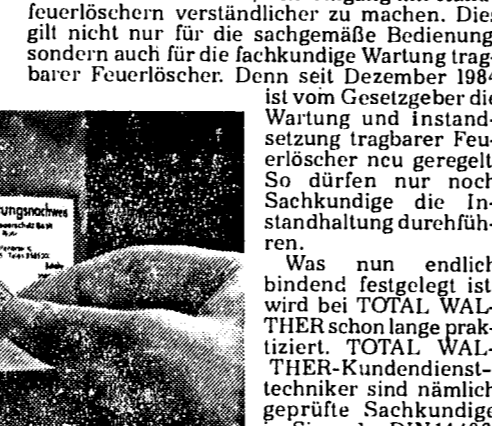 feuerlöschern verständlicher zu machen. Dies
gilt nicht nur für die sachgemäße Bedienung
sondern auch für die fachkundige Wartung trag-
barer Feuerlöscher. Denn seit Dezember 1984
ist vom Gesetzgeber die
Wartung und Instand-
setzung tragbarer Feu-
erlöscher neu geregelt
So dürfen nur noch
Sachkundige die In-
standhaltung durchfüh-
ren.
Was nun endlich
bindend festgelegt ist
wird bei TOTAL WAL-
THER schon lange prak-
tiziert. TOTAL WAL-
THER-Kundendienst-
techniker sind nämlich
geprüfte Sachkundige